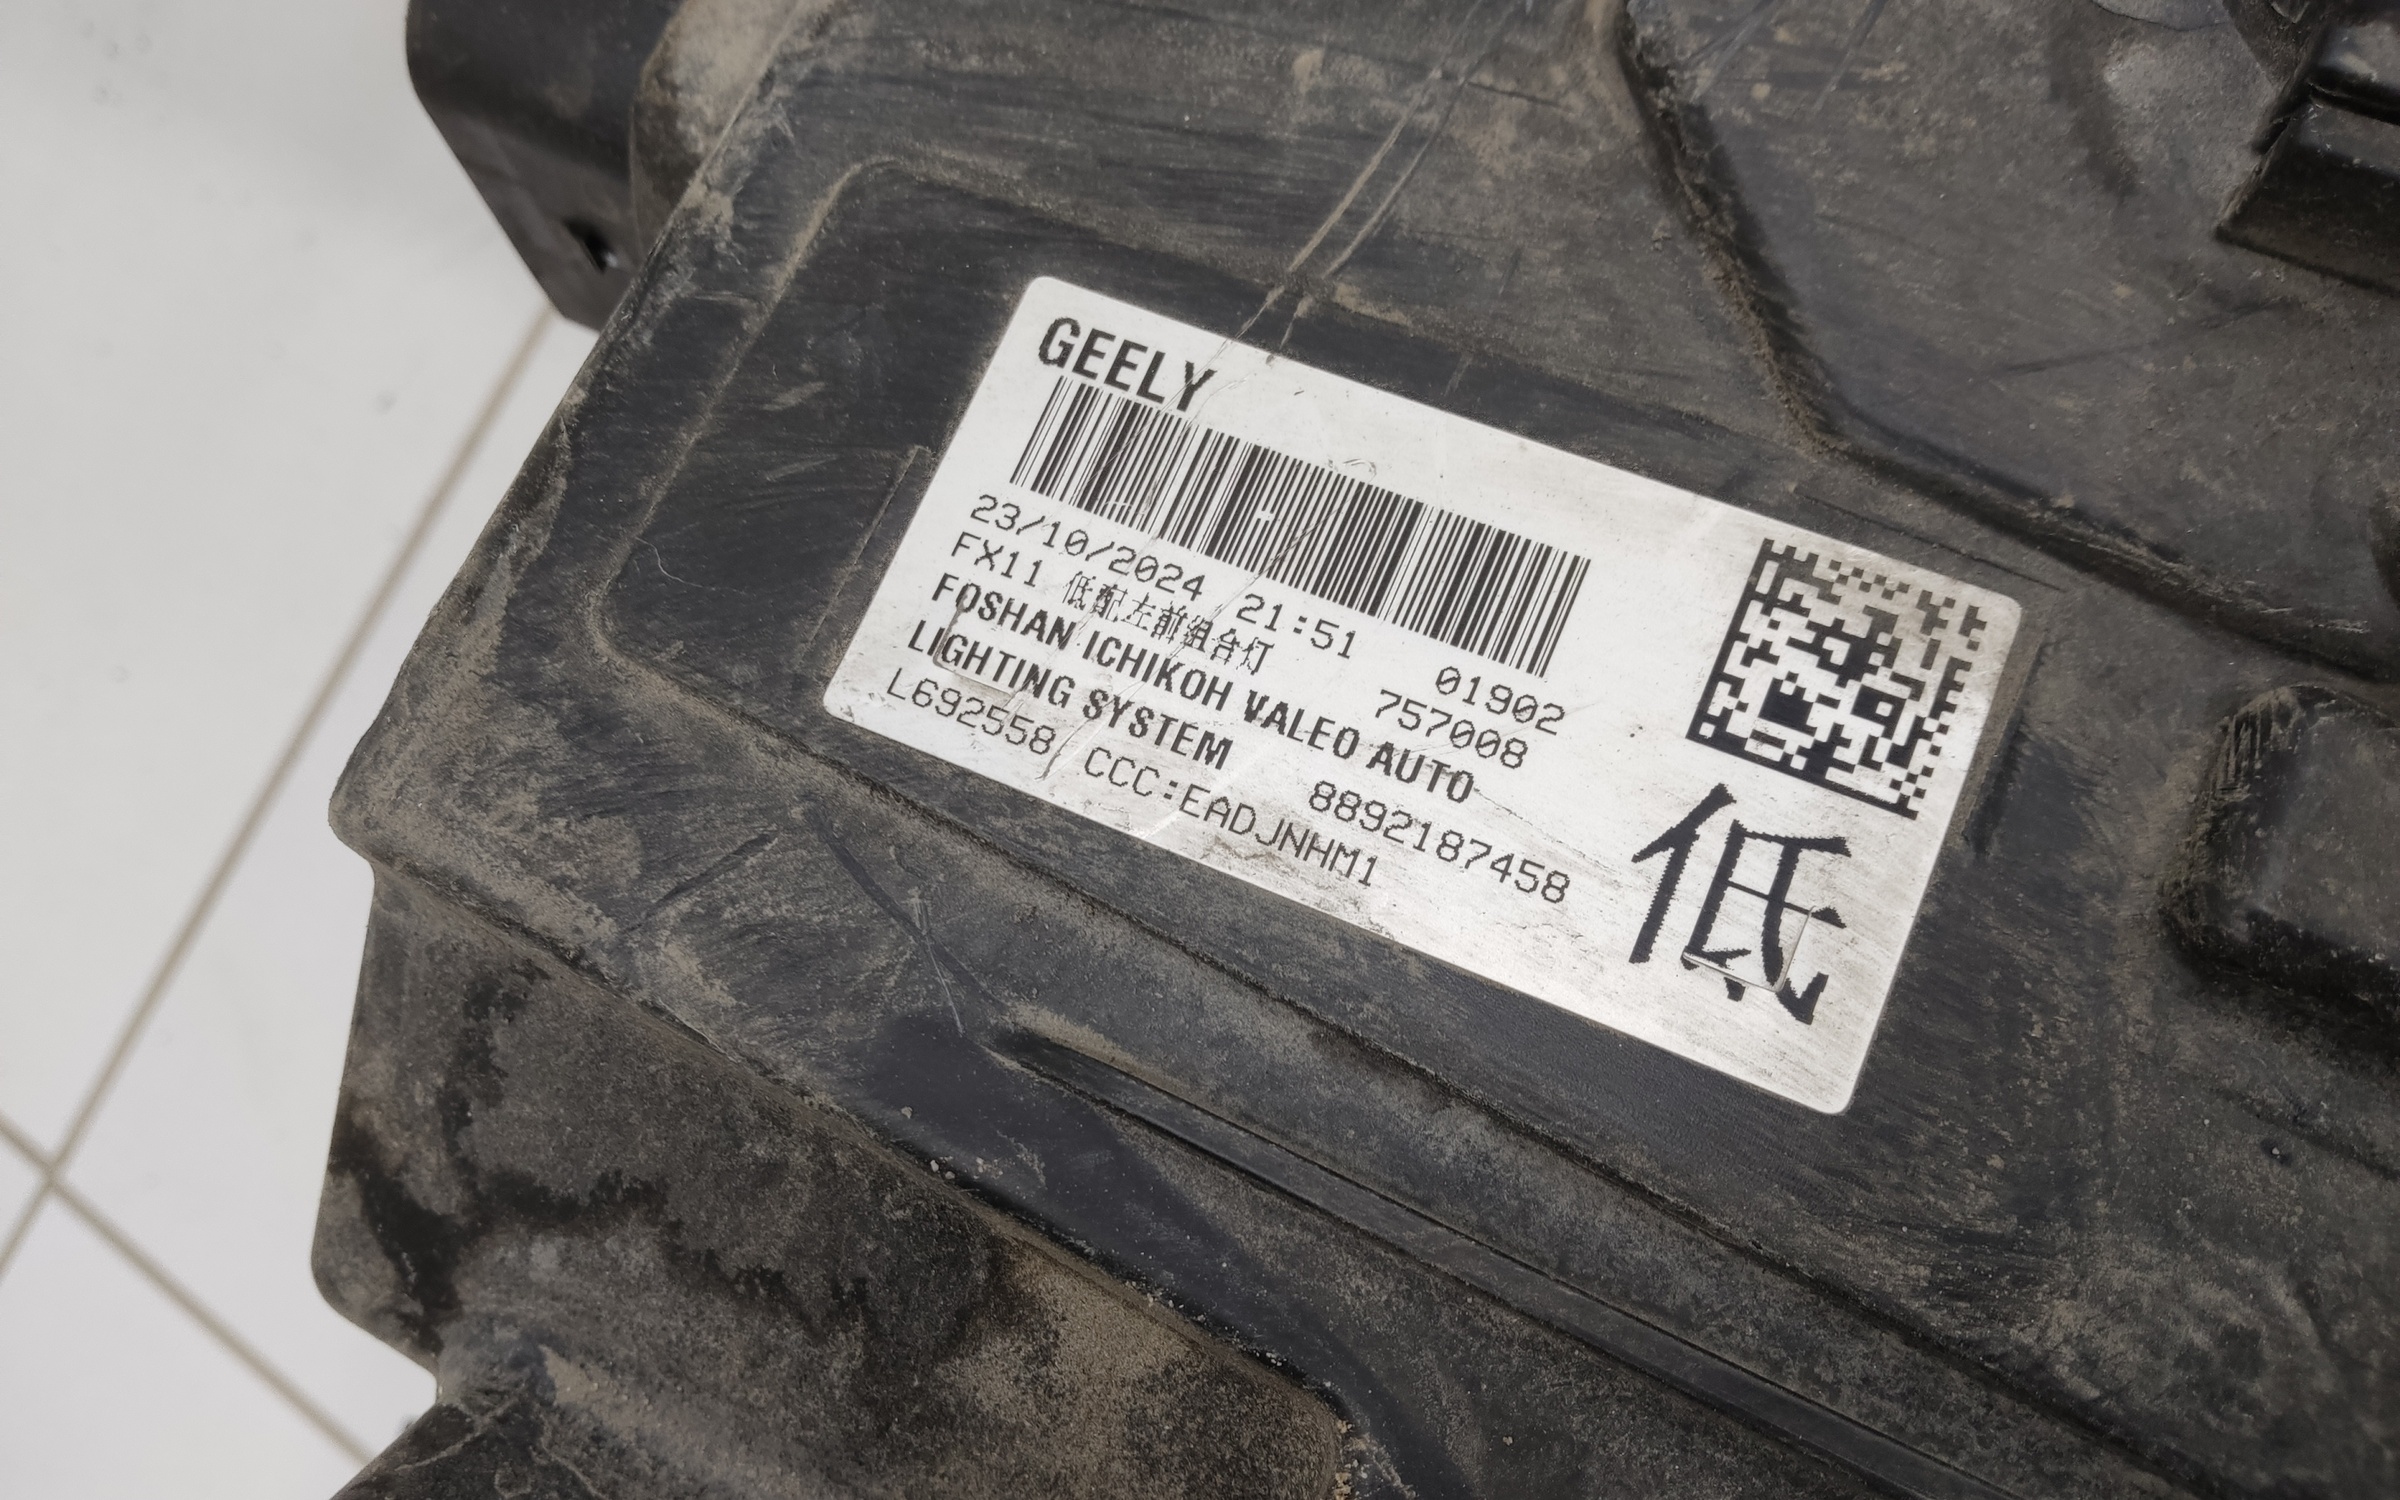 GEELY
23/10/2024 21:51 01902
FX11 低配左前组合灯 757008
FOSHAN ICHIKOH VALEO AUTO
LIGHTING SYSTEM 8892187458
L692558 CCC:EADJNHM1
低